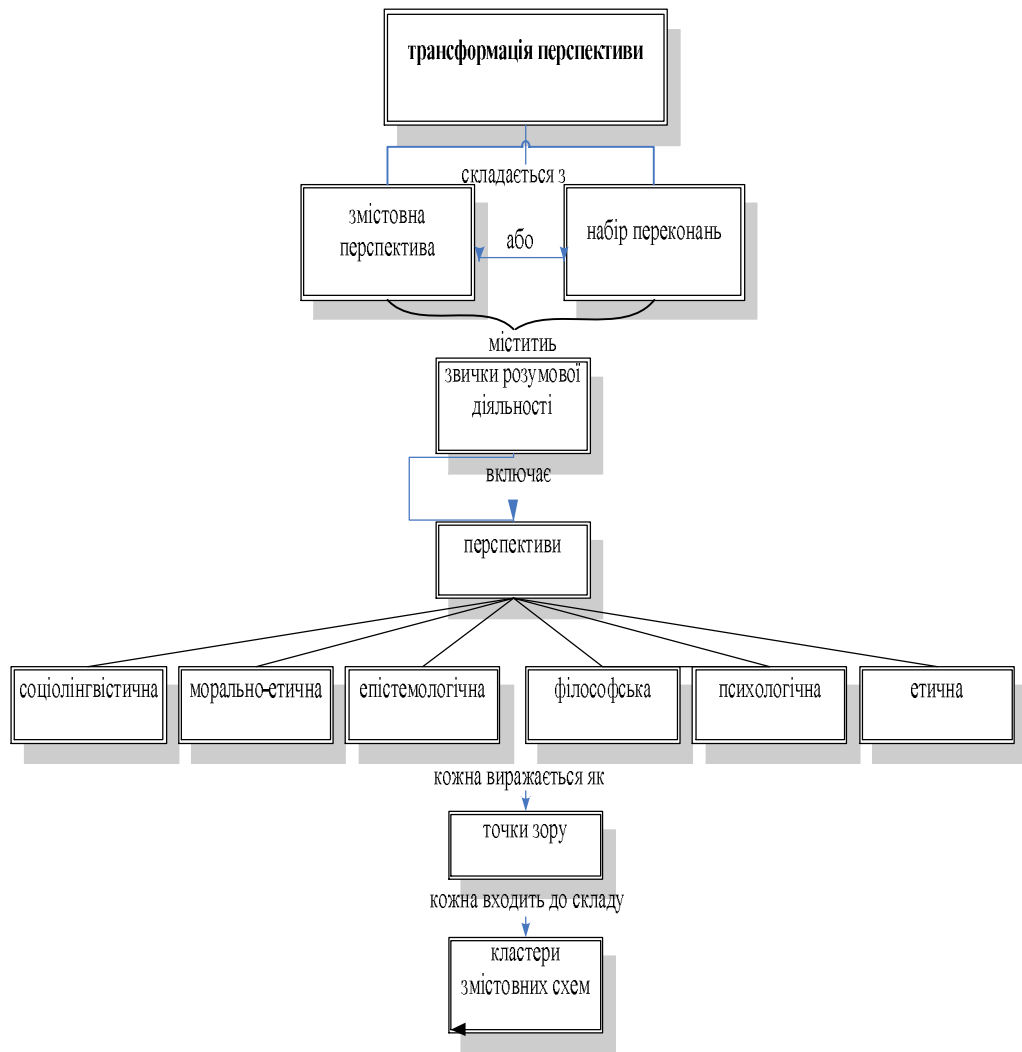 трансформація перспективи
складається з
змістовна
перспектива
або
набір переконань
міститиь
звички розумової
діяльності
включає
перспективи
соціолінгвістична
морально-етична
епістемологічна
філософська
психологічна
етична
кожна виражається як
точки зору
кожна входить до складу
кластери
змістовних схем